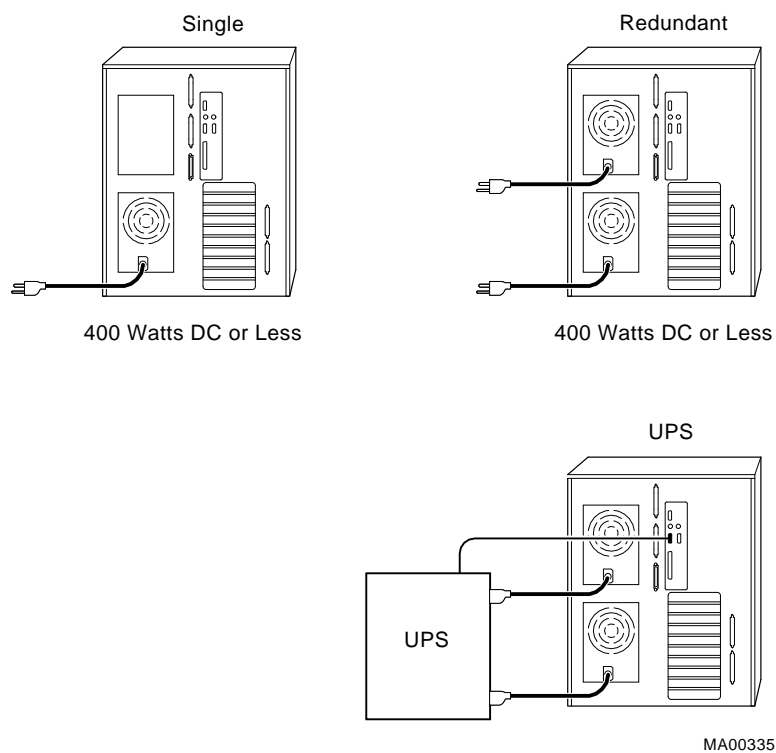 Single
Redundant
400 Watts DC or Less
400 Watts DC or Less
UPS
UPS
MA00335